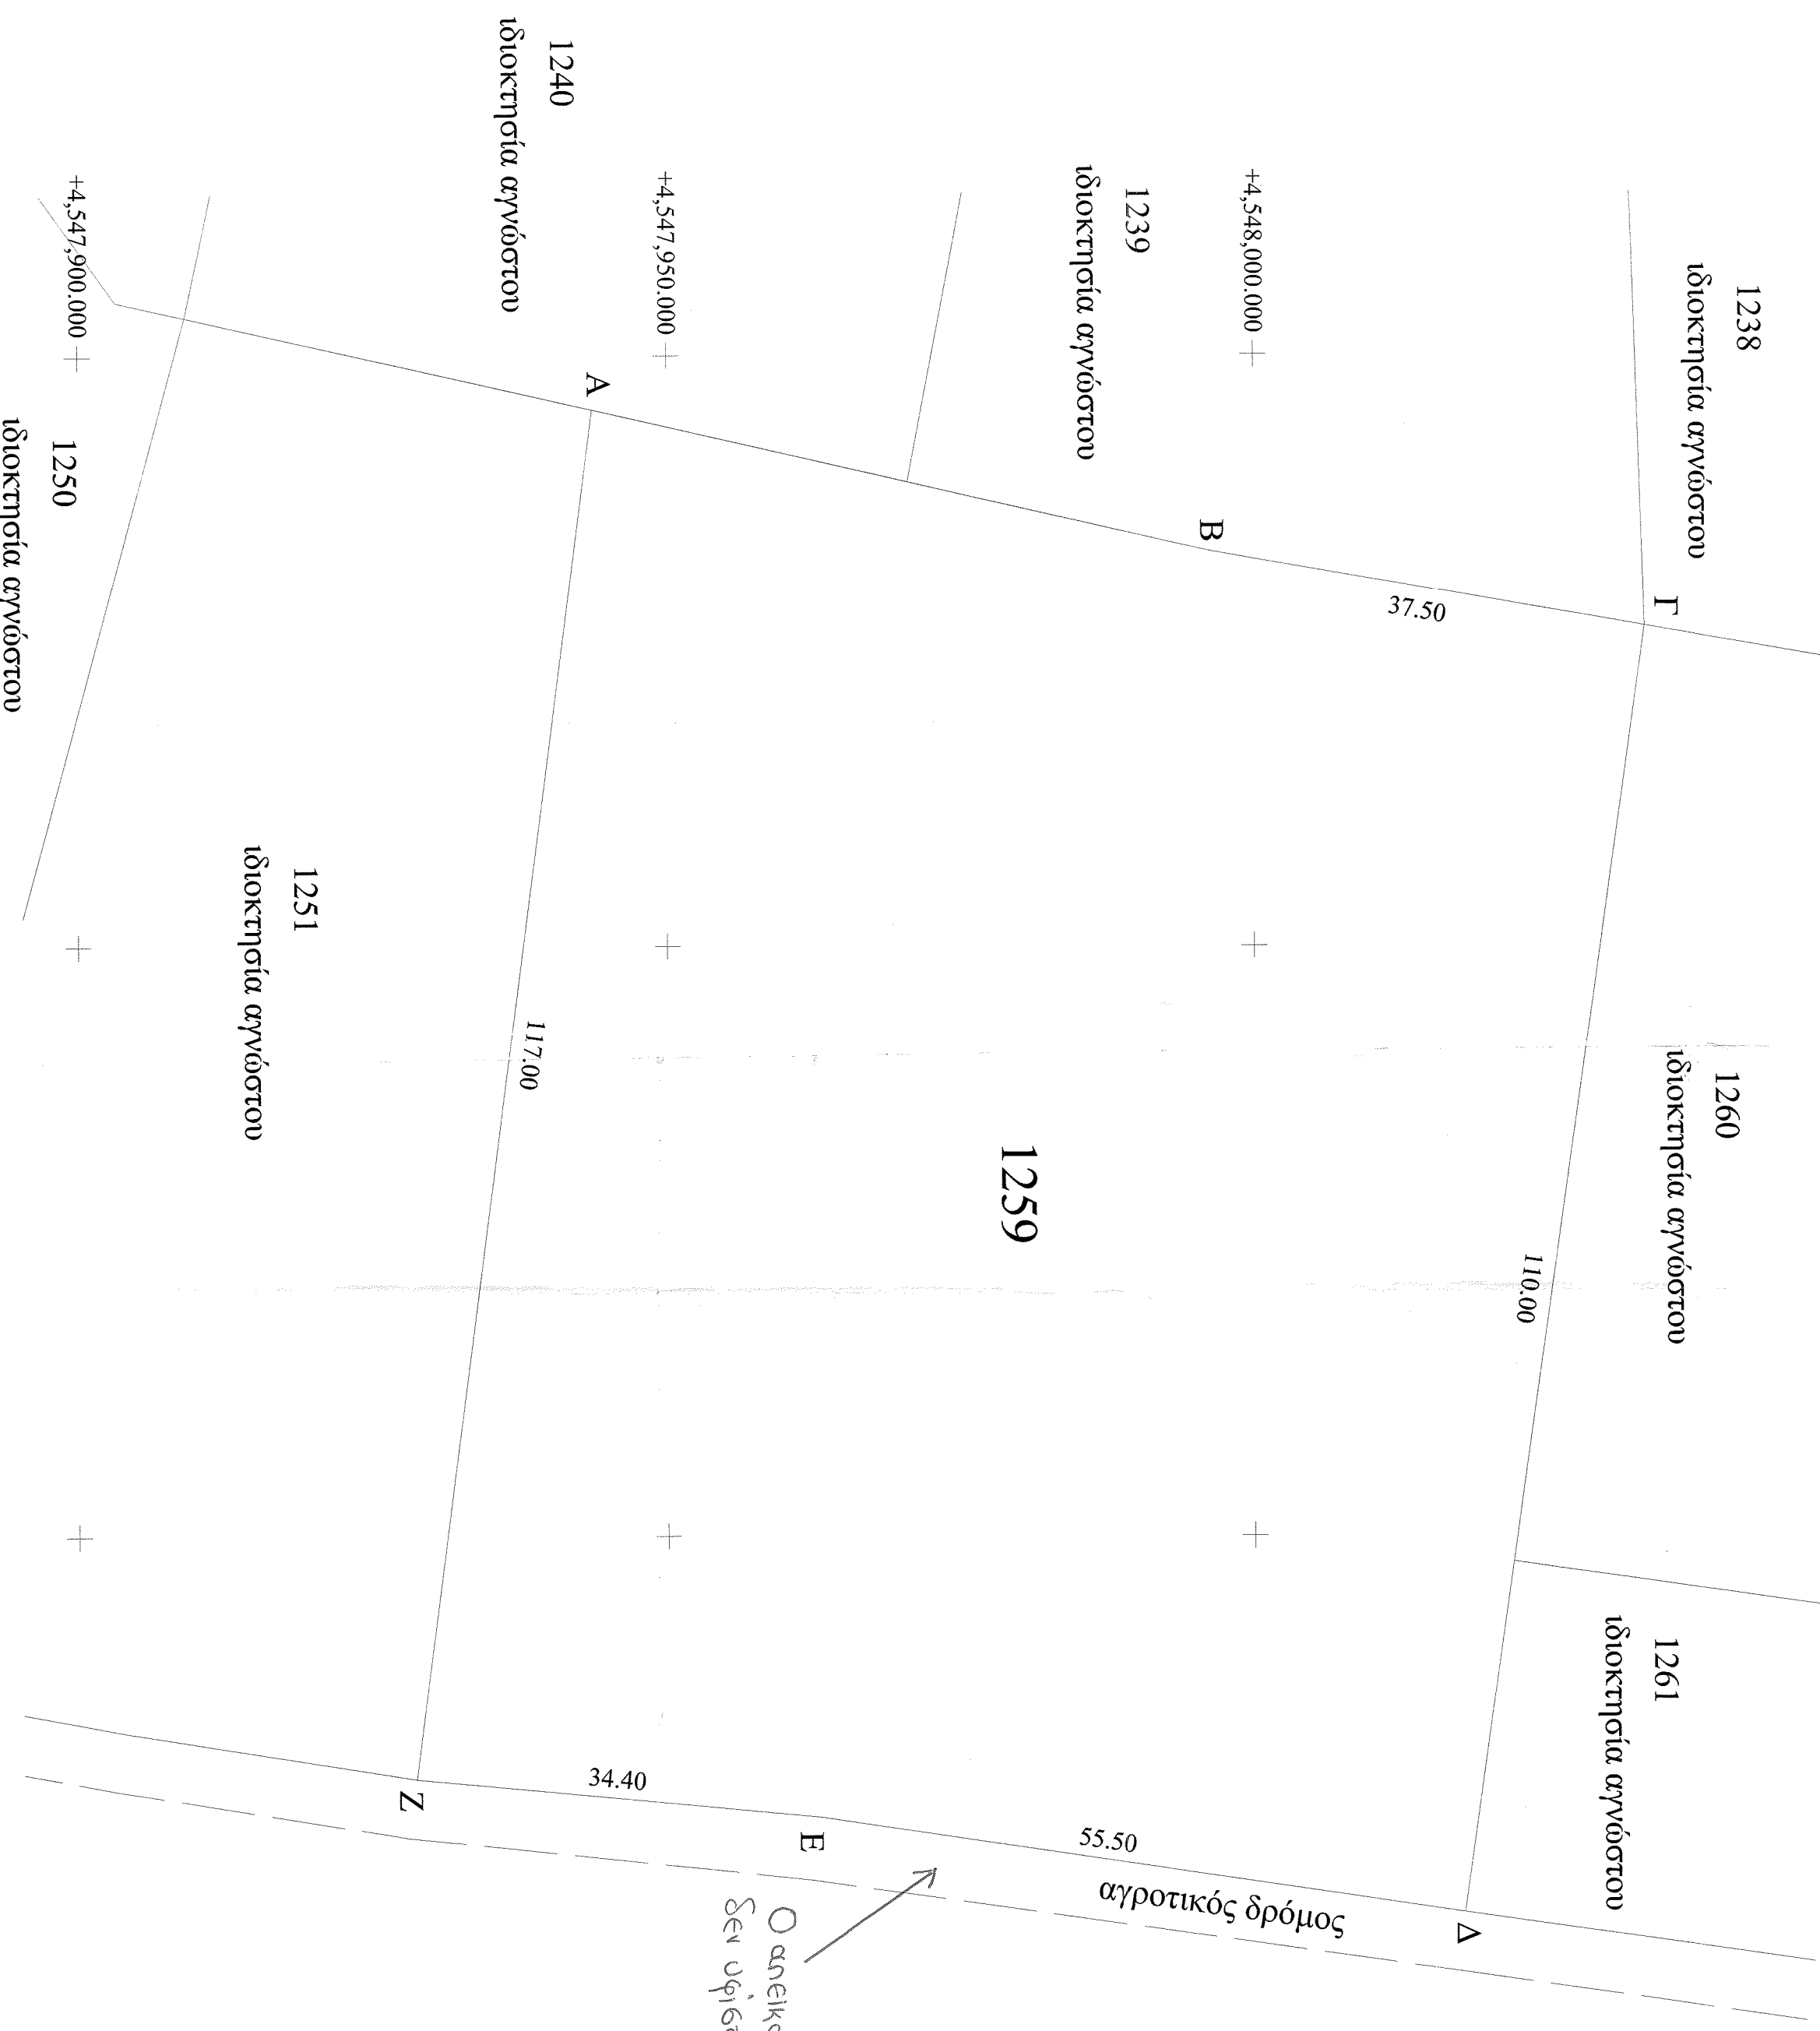 1238
ιδιοκτησία αγνώστου
Γ
+4,548,000.000
37.50
1239
ιδιοκτησία αγνώστου
Β
1260
ιδιοκτησία αγνώστου
110.00
1261
ιδιοκτησία αγνώστου
Δ
1259
55.50
αγροτικός δρόμος
1240
ιδιοκτησία αγνώστου
+4,547,950.000
Α
117.00
34.40
Ε
Ζ
1251
ιδιοκτησία αγνώστου
+4,547,900.000
1250
ιδιοκτησία αγνώστου
Ο
δεν